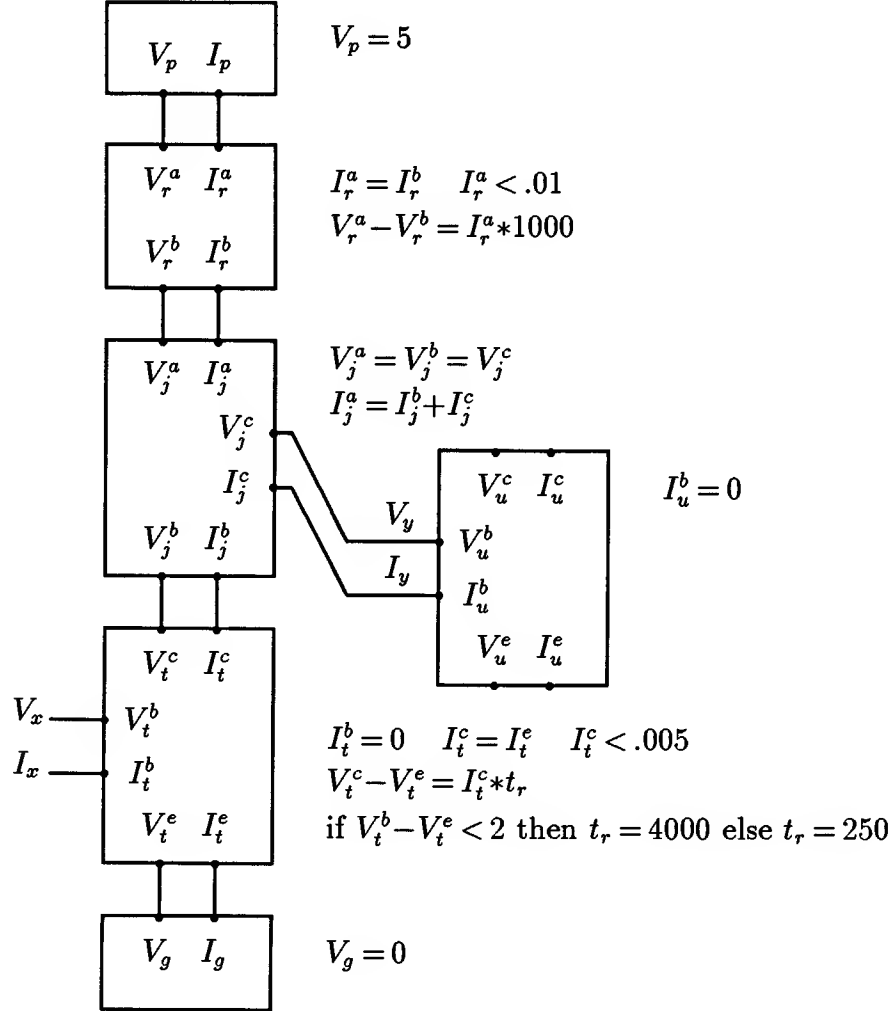 V_p I_p V_p = 5
V_r^a I_r^a I_r^a = I_r^b I_r^a < .01
V_r^a − V_r^b = I_r^a * 1000
V_r^b I_r^b
V_j^a I_j^a V_j^a = V_j^b = V_j^c
I_j^a = I_j^b + I_j^c
V_j^c
I_j^c
V_j^b I_j^b
V_y
I_y
V_u^c I_u^c I_u^b = 0
V_u^b
I_u^b
V_u^e I_u^e
V_t^c I_t^c
V_x V_t^b
I_x I_t^b
V_t^e I_t^e
I_t^b = 0 I_t^c = I_t^e I_t^c < .005
V_t^c − V_t^e = I_t^c * t_r
if V_t^b − V_t^e < 2 then t_r = 4000 else t_r = 250
V_g I_g V_g = 0